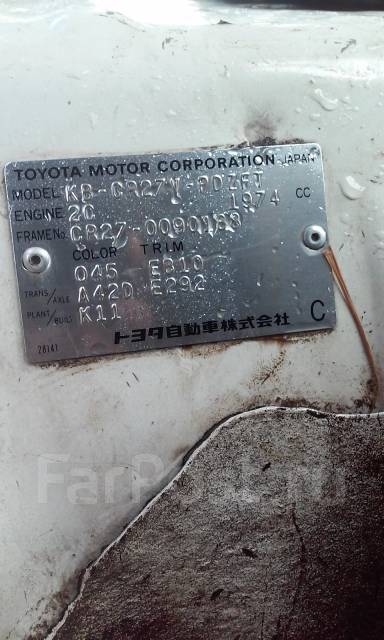 TOYOTA MOTOR CORPORATION JAPAN
MODEL KB-CR27V-PDZFT
ENGINE 2C 1974 CC
FRAME No. CR27-0090188
COLOR TRIM
045 EB10
TRANS/AXLE A42D E292
PLANT/BUILT K11
28141 トヨタ自動車株式会社 C
FarPost.ru